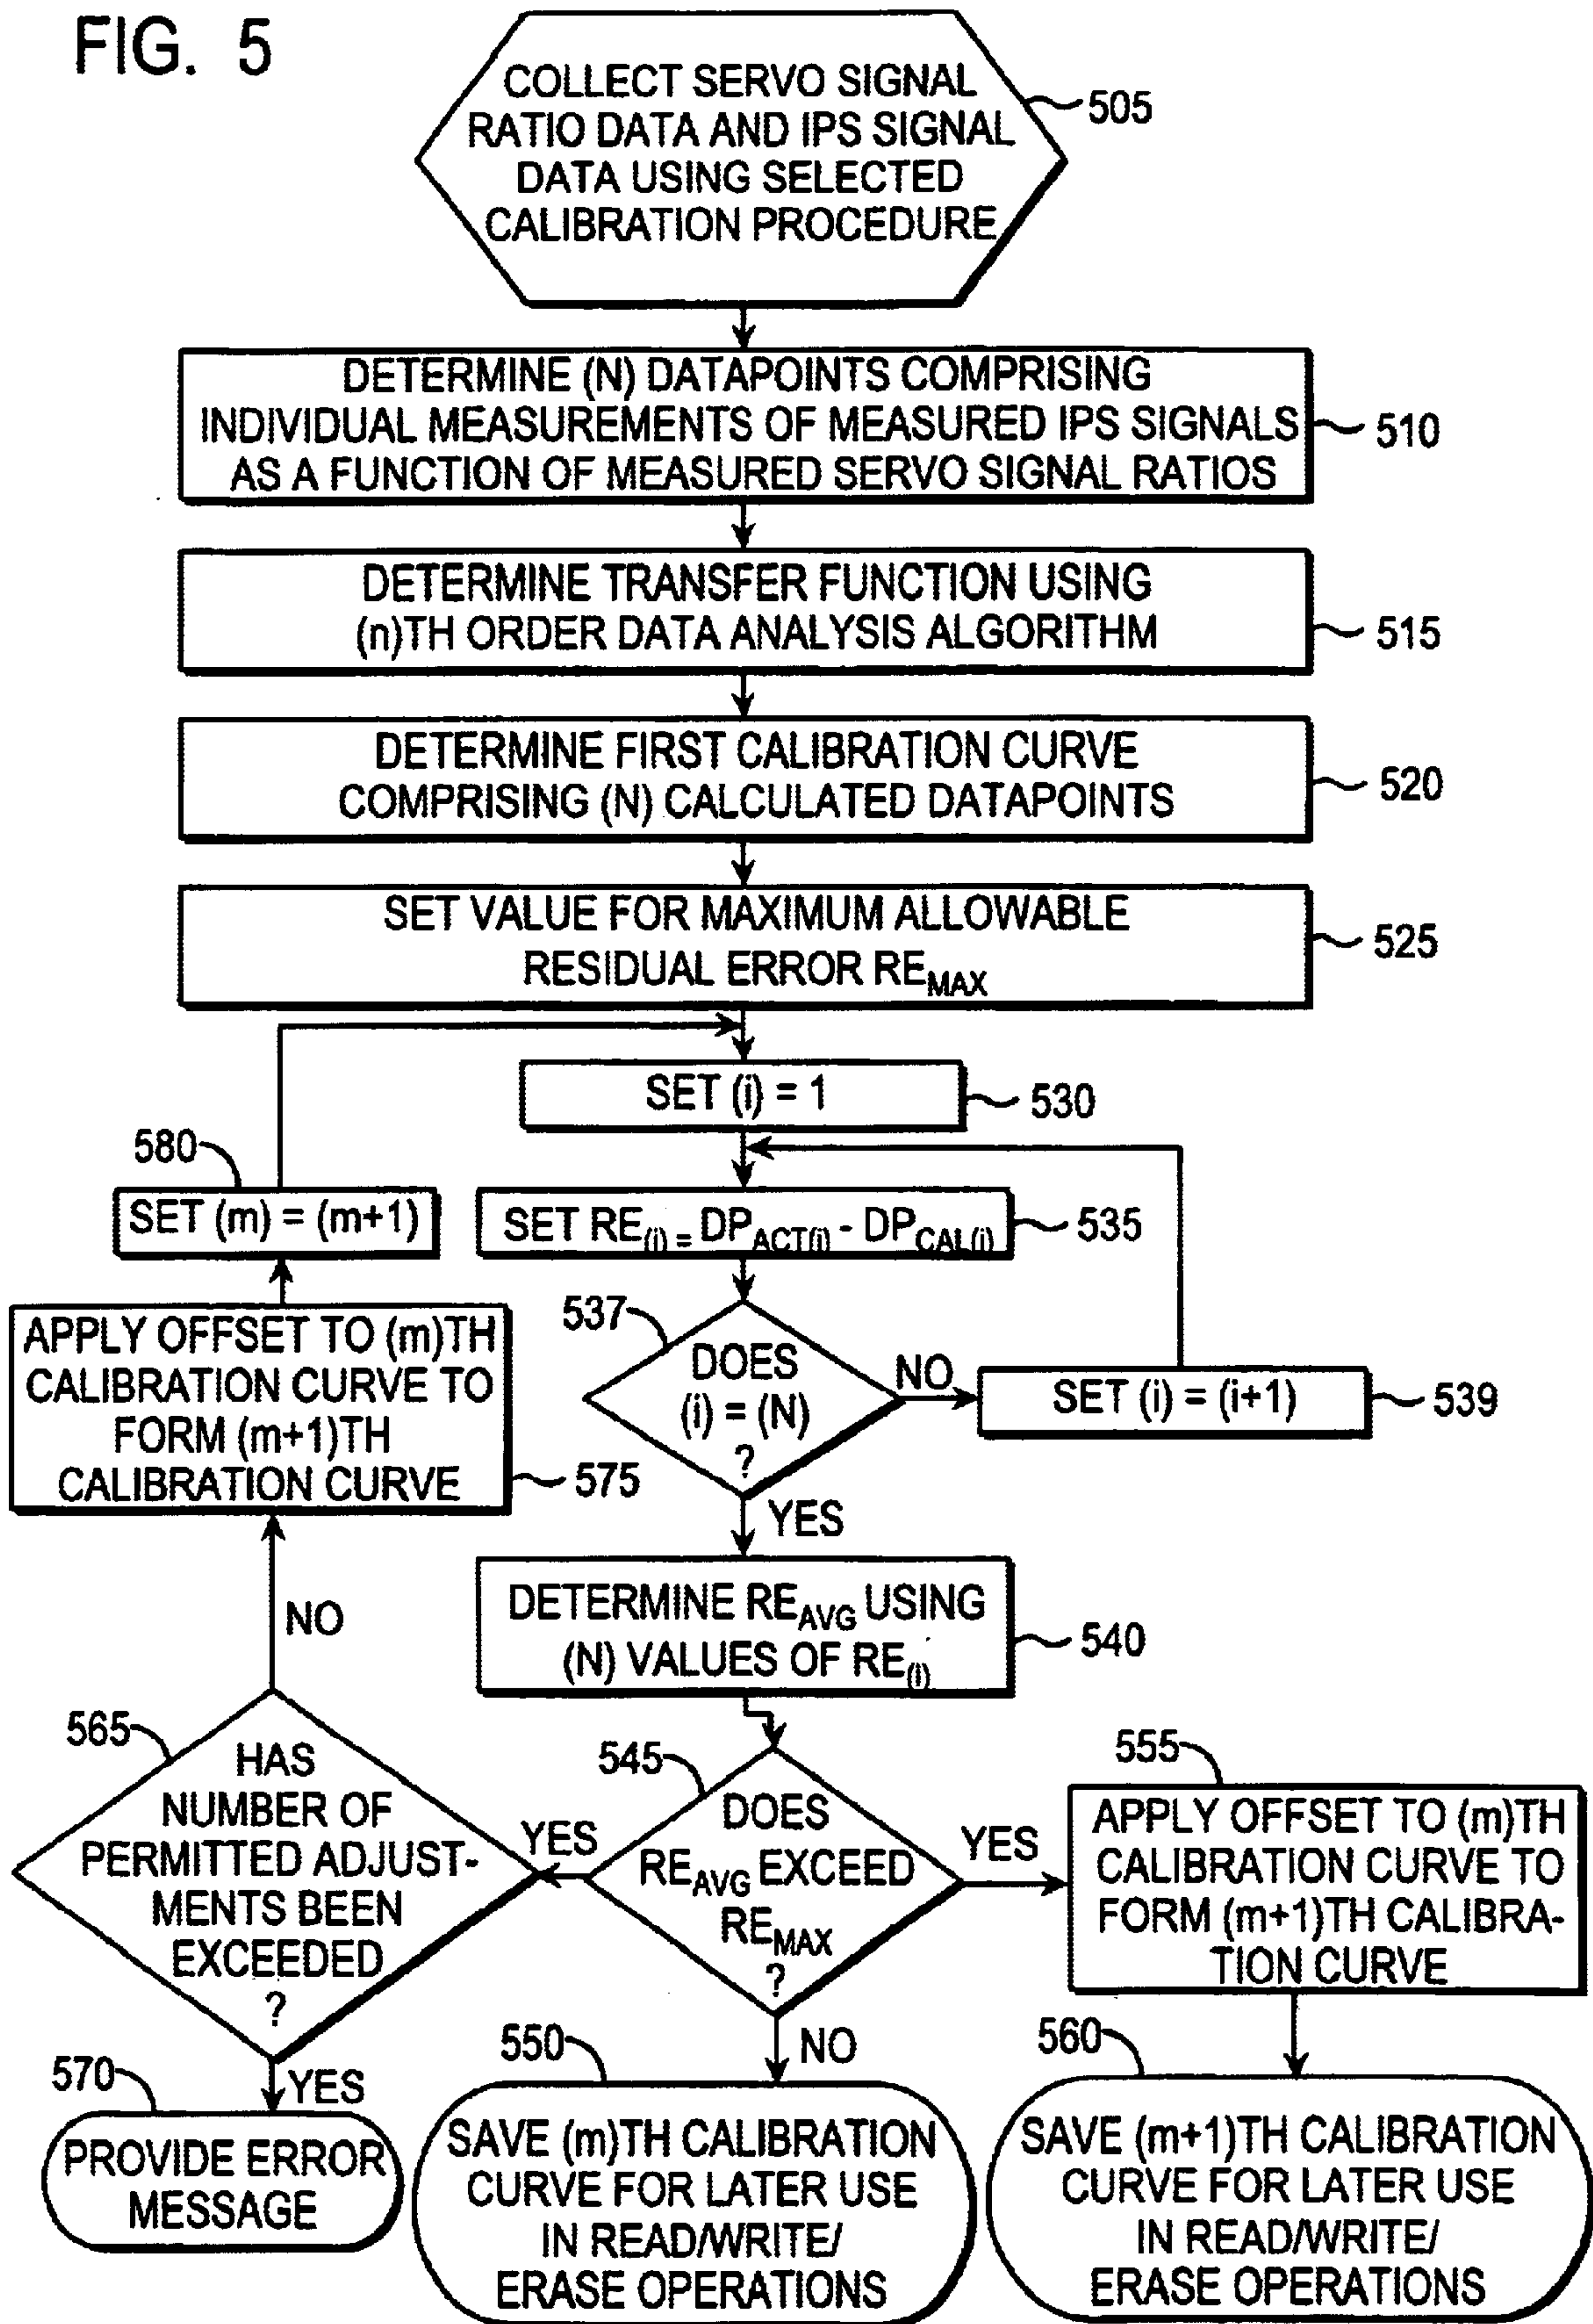 FIG. 5
COLLECT SERVO SIGNAL
RATIO DATA AND IPS SIGNAL
DATA USING SELECTED
CALIBRATION PROCEDURE
505
DETERMINE (N) DATAPOINTS COMPRISING
INDIVIDUAL MEASUREMENTS OF MEASURED IPS SIGNALS
AS A FUNCTION OF MEASURED SERVO SIGNAL RATIOS
510
DETERMINE TRANSFER FUNCTION USING
(n)TH ORDER DATA ANALYSIS ALGORITHM
515
DETERMINE FIRST CALIBRATION CURVE
COMPRISING (N) CALCULATED DATAPOINTS
520
SET VALUE FOR MAXIMUM ALLOWABLE
RESIDUAL ERROR REMAX
525
SET (i) = 1
530
580
SET (m) = (m+1)
SET RE(i) = DPACT(i) - DPCAL(i)
535
APPLY OFFSET TO (m)TH
CALIBRATION CURVE TO
FORM (m+1)TH
CALIBRATION CURVE
575
537
DOES
(i) = (N)
?
NO
SET (i) = (i+1)
539
YES
DETERMINE REAVG USING
(N) VALUES OF RE(i)
540
NO
565
HAS
NUMBER OF
PERMITTED ADJUST-
MENTS BEEN
EXCEEDED
?
YES
545
DOES
REAVG EXCEED
REMAX
?
YES
555
APPLY OFFSET TO (m)TH
CALIBRATION CURVE TO
FORM (m+1)TH CALIBRA-
TION CURVE
570
YES
PROVIDE ERROR
MESSAGE
550
NO
SAVE (m)TH CALIBRATION
CURVE FOR LATER USE
IN READ/WRITE/
ERASE OPERATIONS
560
SAVE (m+1)TH CALIBRATION
CURVE FOR LATER USE
IN READ/WRITE/
ERASE OPERATIONS